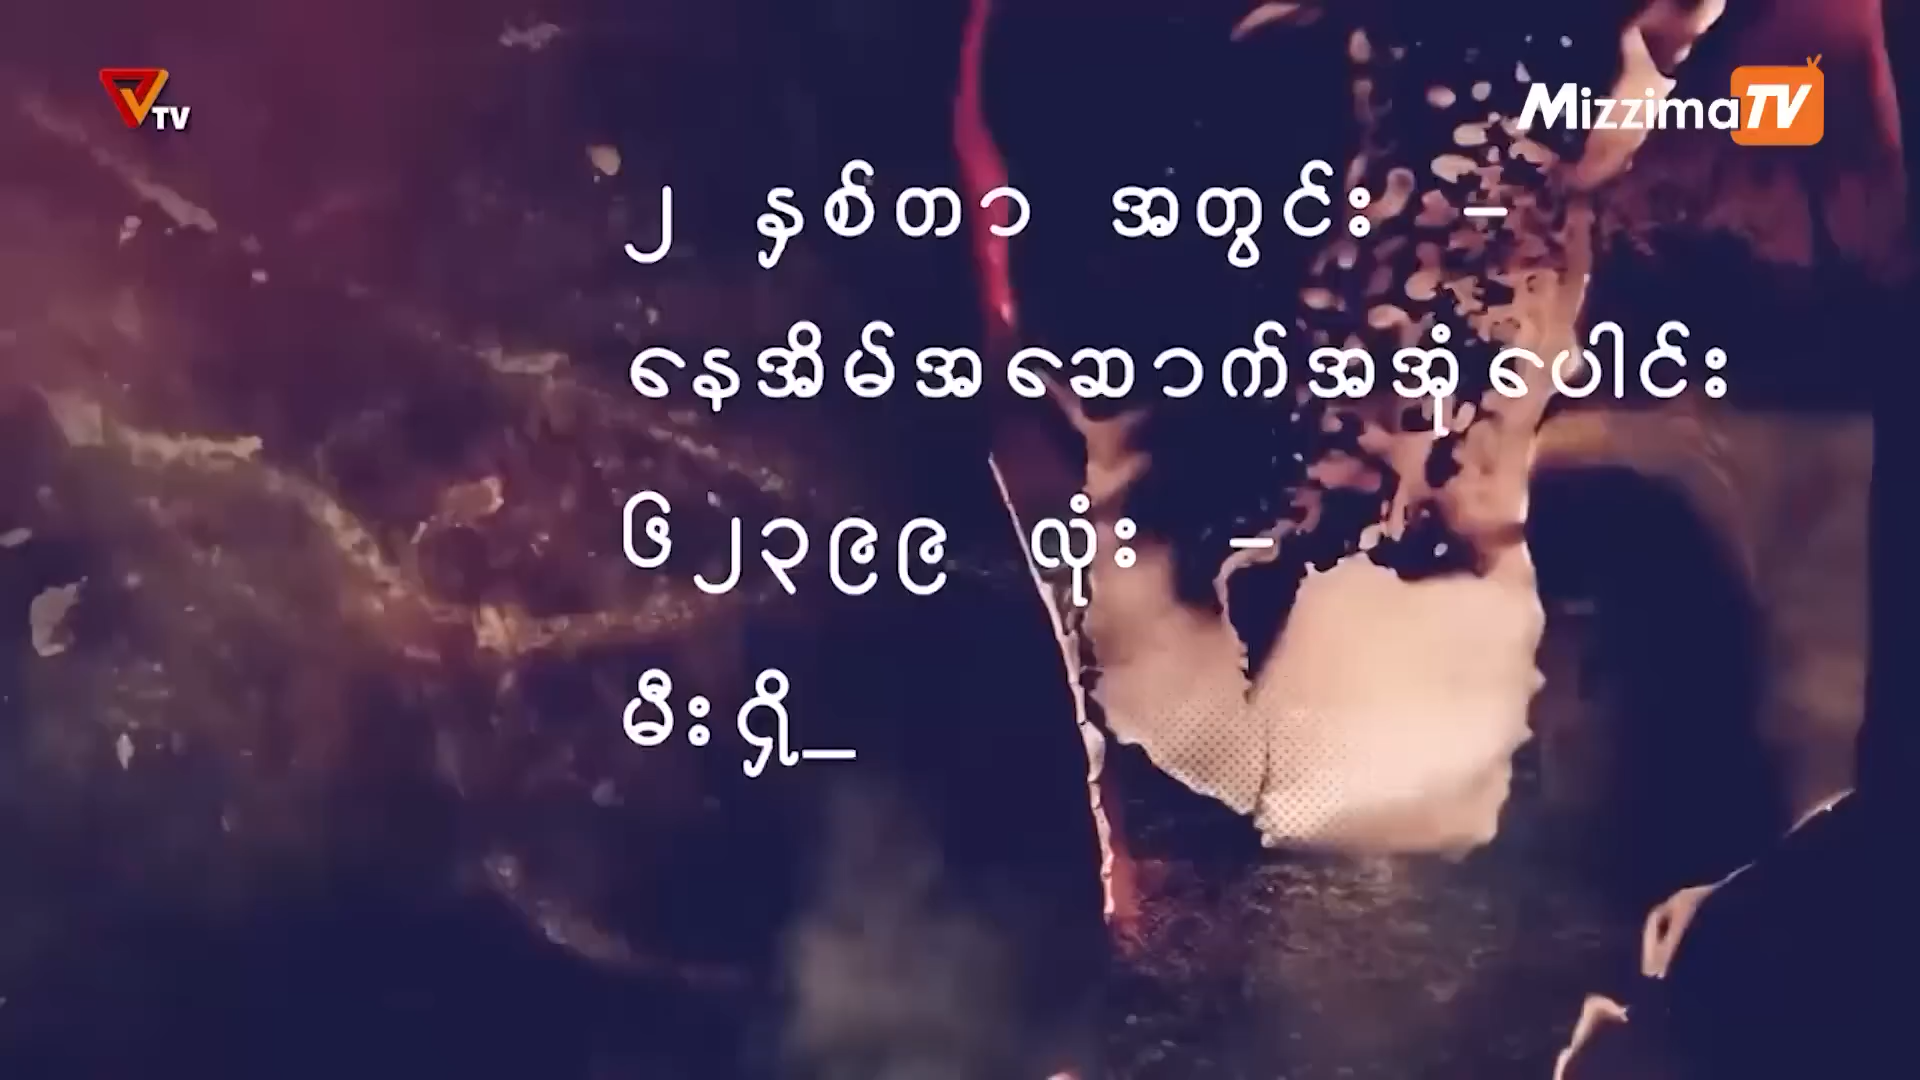 TV
MizzimaTV
၂ နှစ်တာ အတွင်း -
နေအိမ်အဆောက်အအုံပေါင်း
၆၂၃၉၉ လုံး -
မီးရှို_